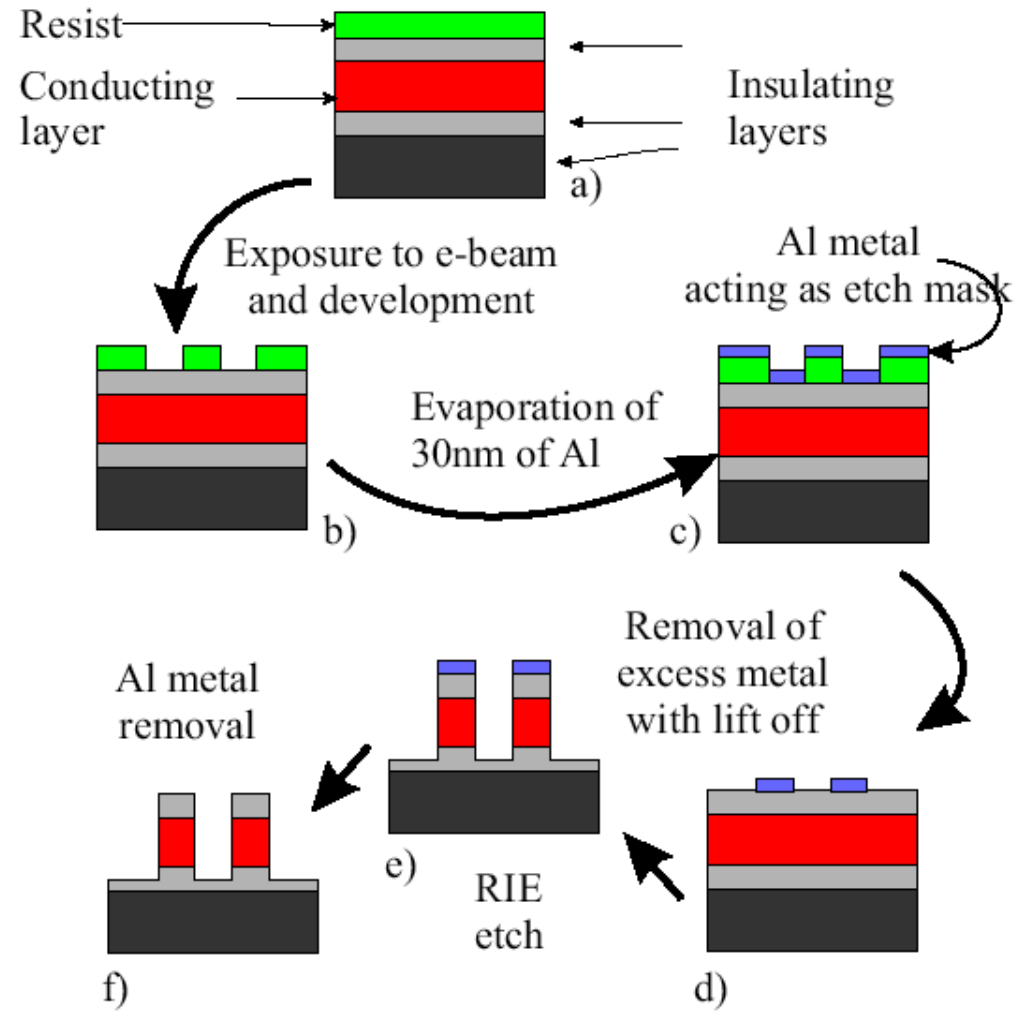 Resist
Conducting
layer
Insulating
layers
a)
Exposure to e-beam
and development
Al metal
acting as etch mask
b)
Evaporation of
30nm of Al
c)
Removal of
excess metal
with lift off
Al metal
removal
e)
RIE
etch
f)
d)